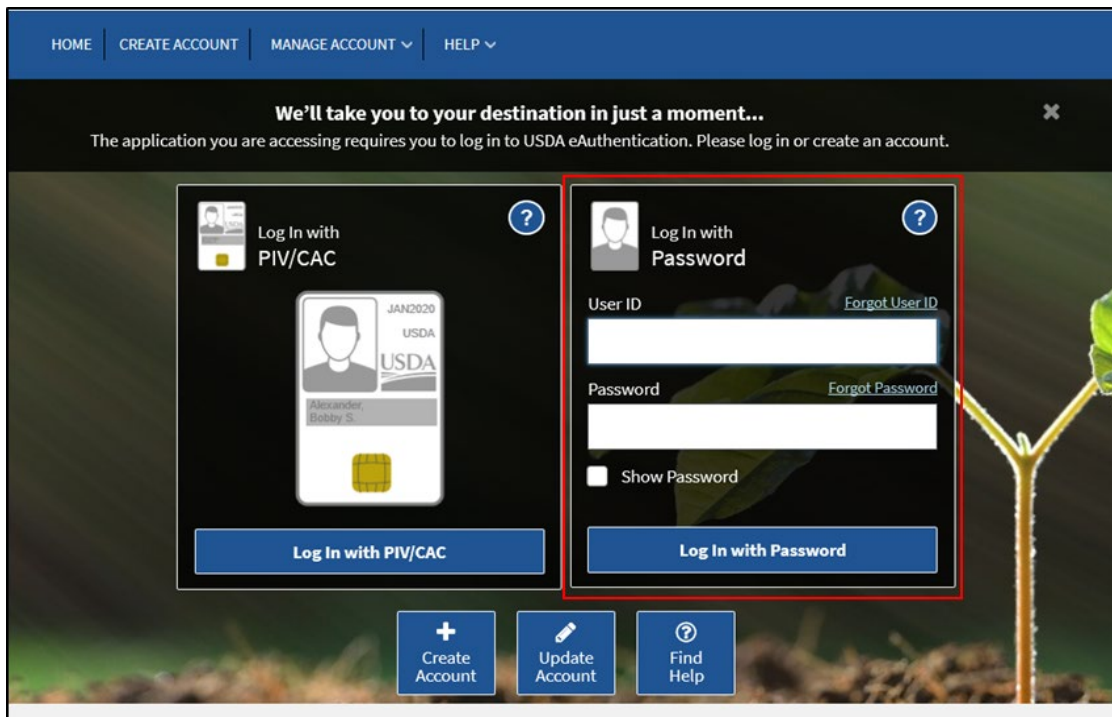 HOME CREATE ACCOUNT MANAGE ACCOUNT HELP
We'll take you to your destination in just a moment...
The application you are accessing requires you to log in to USDA eAuthentication. Please log in or create an account.
Log In with
PIV/CAC
JAN2020
USDA
USDA
Alexander,
Bobby S.
Log In with PIV/CAC
Log In with
Password
User ID Forgot User ID
Password Forgot Password
Show Password
Log In with Password
Create
Account
Update
Account
Find
Help